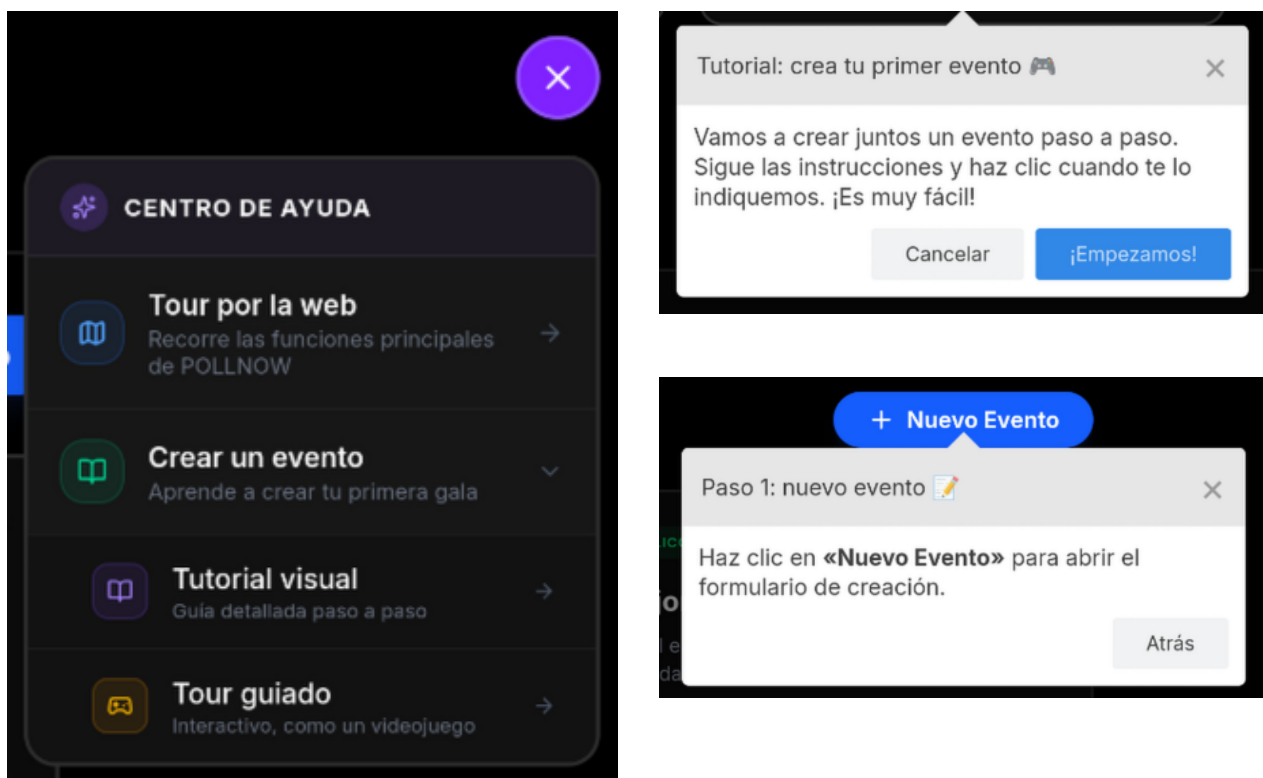 CENTRO DE AYUDA
Tour por la web
Recorre las funciones principales
de POLLNOW
Crear un evento
Aprende a crear tu primera gala
Tutorial visual
Guía detallada paso a paso
Tour guiado
Interactivo, como un videojuego
Tutorial: crea tu primer evento 🎮
Vamos a crear juntos un evento paso a paso.
Sigue las instrucciones y haz clic cuando te lo
indiquemos. ¡Es muy fácil!
Cancelar
¡Empezamos!
+ Nuevo Evento
Paso 1: nuevo evento 📝
Haz clic en «Nuevo Evento» para abrir el
formulario de creación.
Atrás